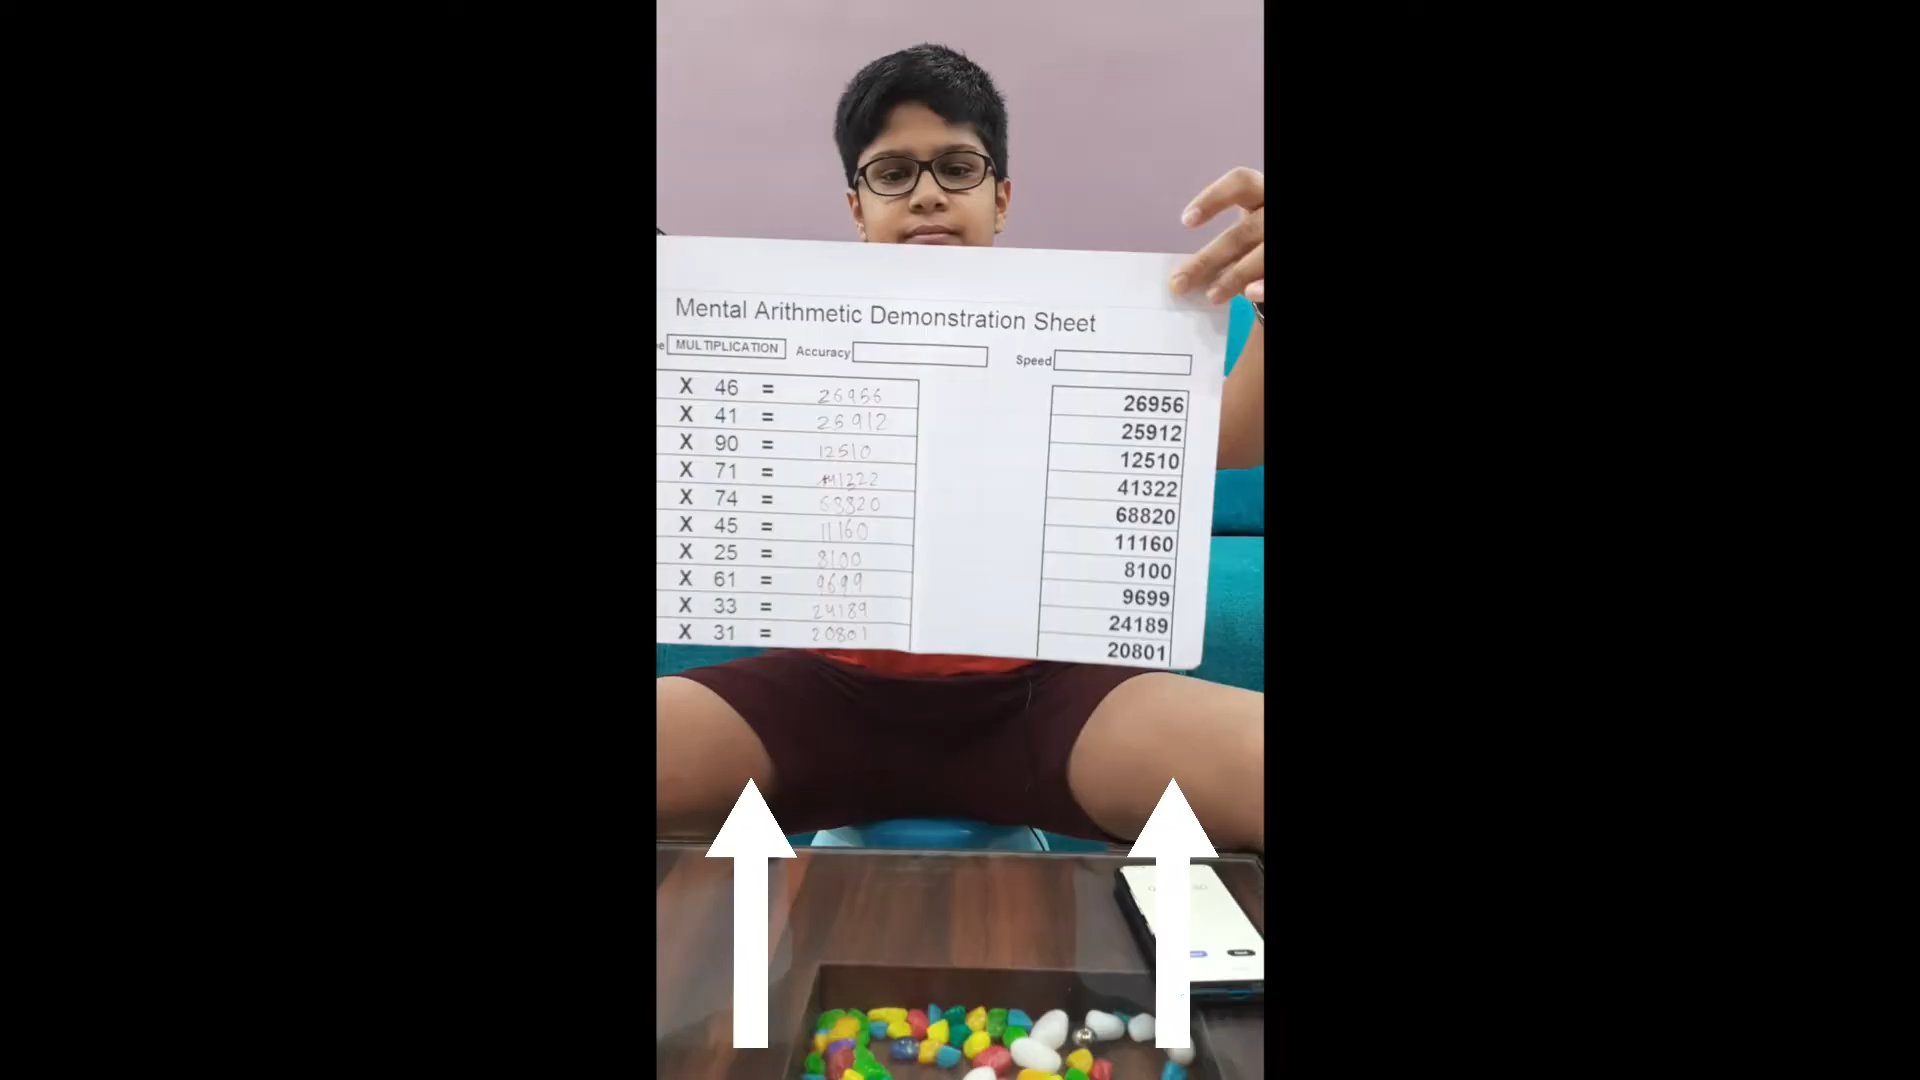 Mental Arithmetic Demonstration Sheet
MULTIPLICATION Accuracy Speed
X 46 = 26956 26956
X 41 = 25912 25912
X 90 = 12510 12510
X 71 = 41322 41322
X 74 = 68820 68820
X 45 = 11160 11160
X 25 = 8100 8100
X 61 = 9699 9699
X 33 = 24189 24189
X 31 = 20801 20801